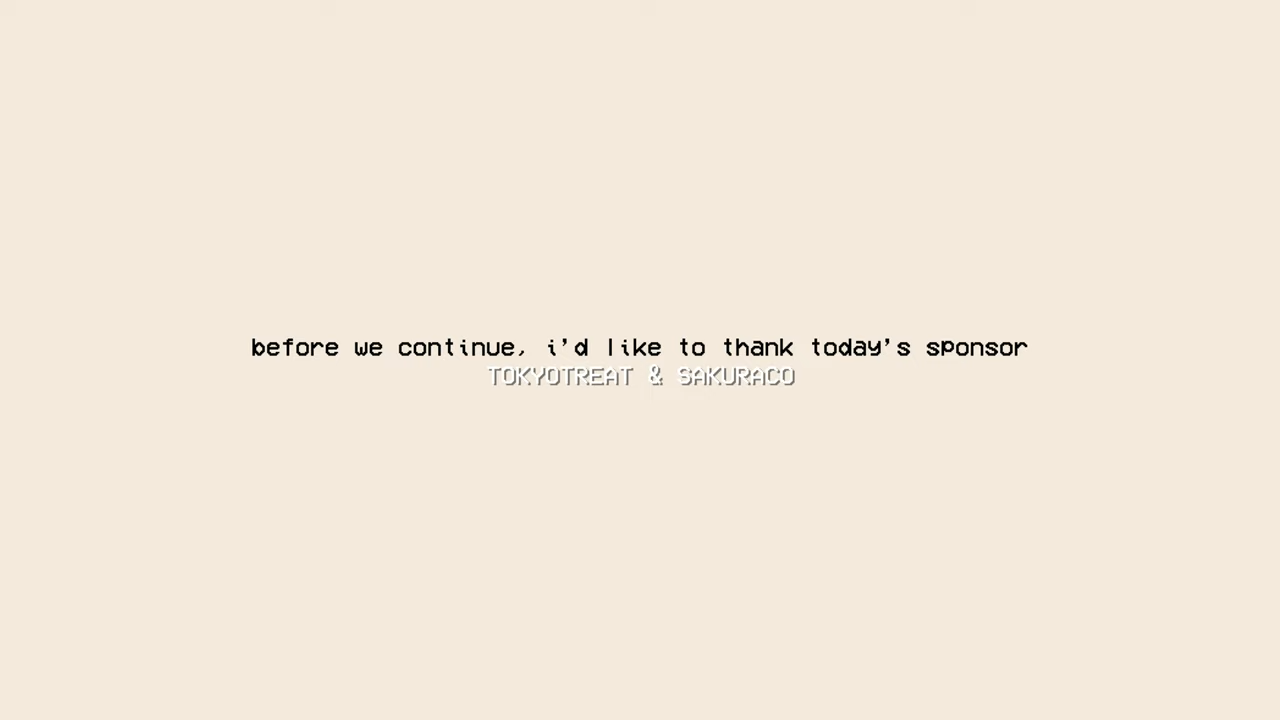 before we continue, i'd like to thank today's sponsor
TOKYOTREAT & SAKURACO